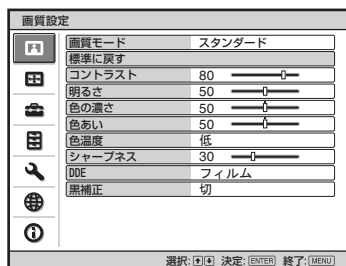 画質設定
画質モード スタンダード
標準に戻す
コントラスト 80
明るさ 50
色の濃さ 50
色あい 50
色温度 低
シャープネス 30
DDE フィルム
黒補正 切
選択: 決定: ENTER 終了: MENU